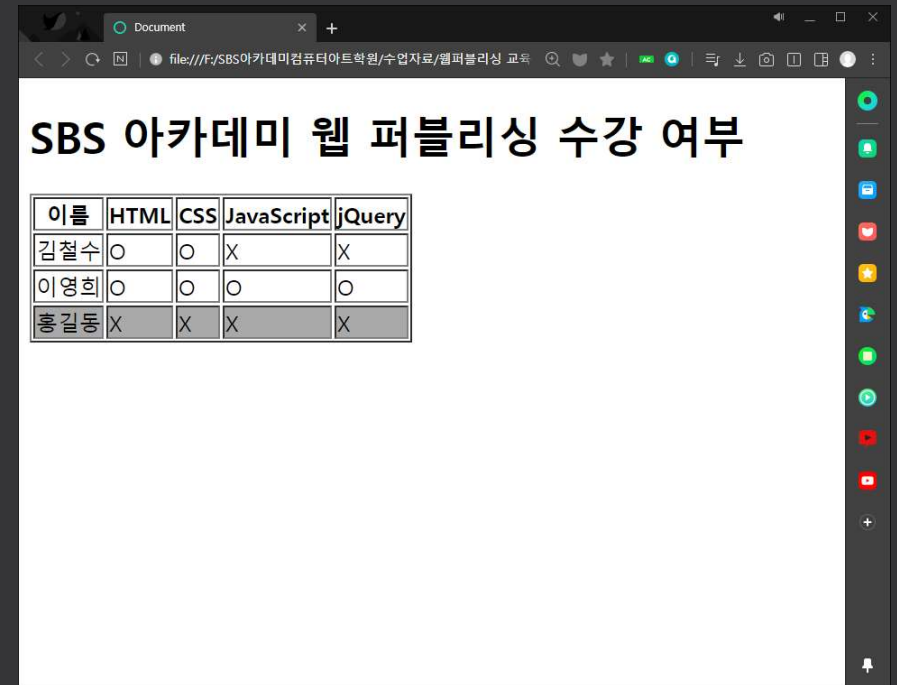 Document
file:///F:/SBS아카데미컴퓨터아트학원/수업자료/웹퍼블리싱 교육
SBS 아카데미 웹 퍼블리싱 수강 여부
이름 HTML CSS JavaScript jQuery
김철수 O O X X
이영희 O O O O
홍길동 X X X X